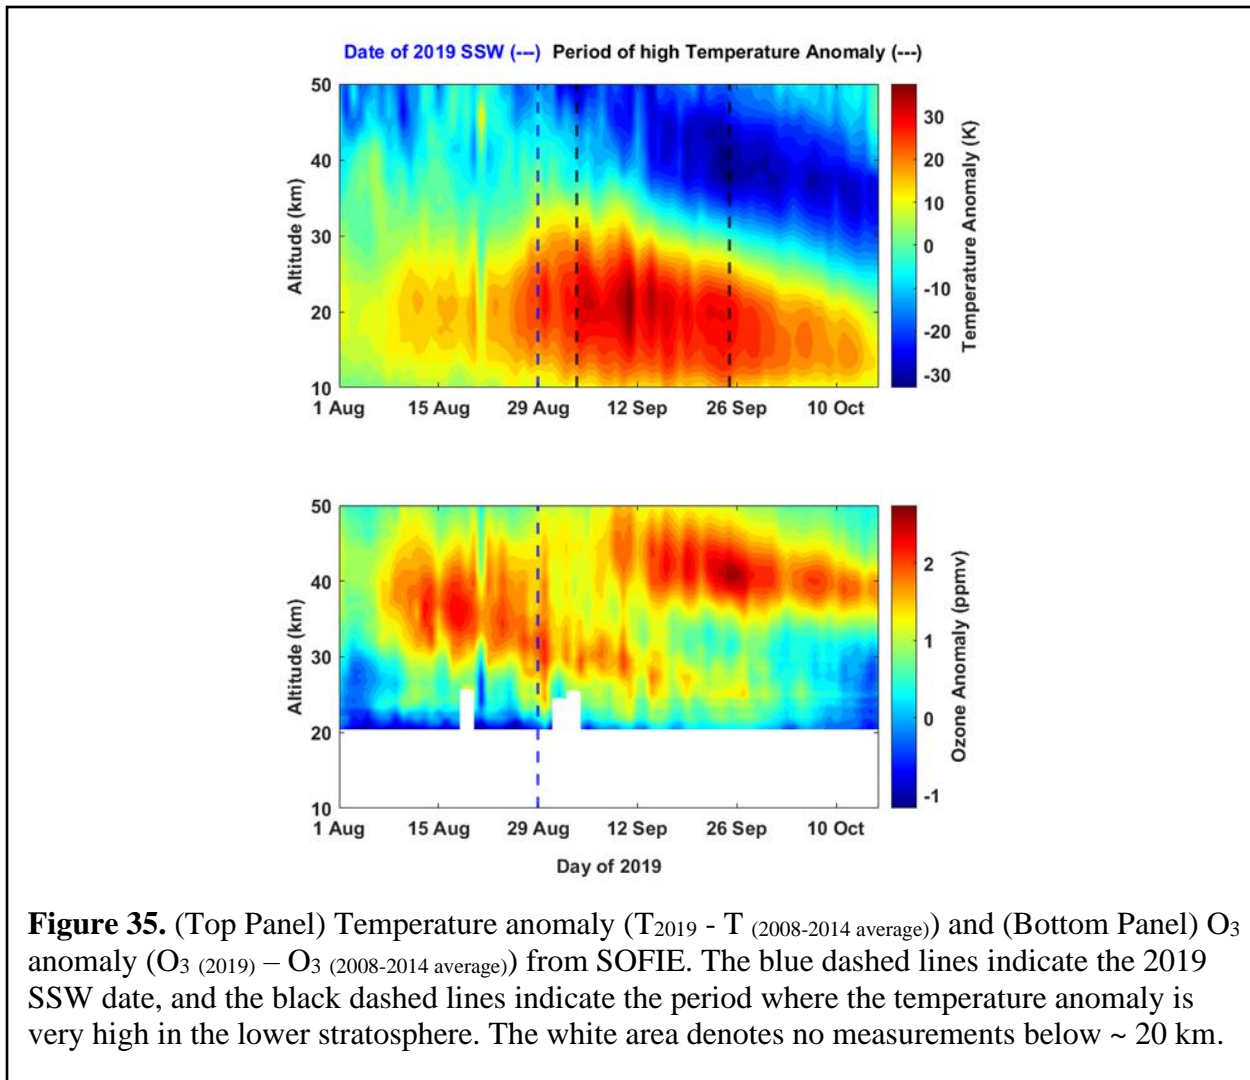 Date of 2019 SSW (---) Period of high Temperature Anomaly (---)
50
40
30
20
10
Altitude (km)
1 Aug 15 Aug 29 Aug 12 Sep 26 Sep 10 Oct
30
20
10
0
-10
-20
-30
Temperature Anomaly (K)
50
40
30
20
10
Altitude (km)
1 Aug 15 Aug 29 Aug 12 Sep 26 Sep 10 Oct
Day of 2019
2
1
0
-1
Ozone Anomaly (ppmv)
Figure 35. (Top Panel) Temperature anomaly (T2019 - T (2008-2014 average)) and (Bottom Panel) O3
anomaly (O3 (2019) – O3 (2008-2014 average)) from SOFIE. The blue dashed lines indicate the 2019
SSW date, and the black dashed lines indicate the period where the temperature anomaly is
very high in the lower stratosphere. The white area denotes no measurements below ~ 20 km.